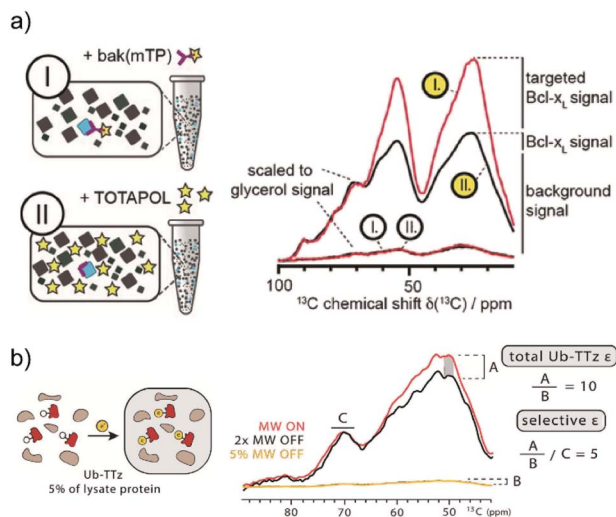 a)
I
+ bak(mTP)
II
+ TOTAPOL
I.
II.
scaled to
glycerol signal
I.
II.
targeted
Bcl-xL signal
Bcl-xL signal
background
signal
100
50
¹³C chemical shift δ(¹³C) / ppm
b)
Ub-TTz
5% of lysate protein
MW ON
2x MW OFF
5% MW OFF
C
A
B
80
70
60
50
¹³C (ppm)
total Ub-TTz ε
A/B = 10
selective ε
A/B / C = 5